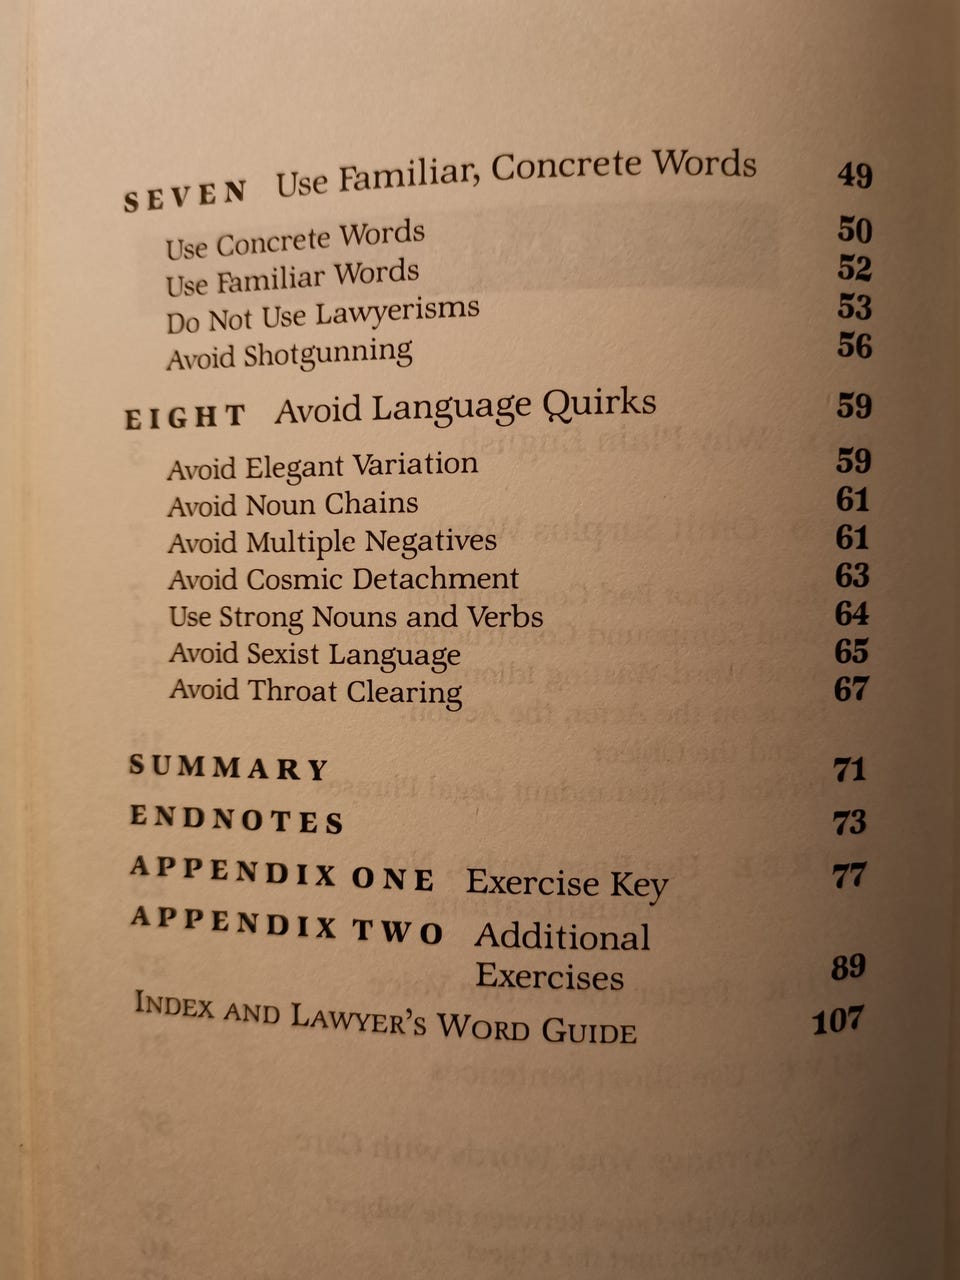 SEVEN Use Familiar, Concrete Words 49
Use Concrete Words 50
Use Familiar Words 52
Do Not Use Lawyerisms 53
Avoid Shotgunning 56
EIGHT Avoid Language Quirks 59
Avoid Elegant Variation 59
Avoid Noun Chains 61
Avoid Multiple Negatives 61
Avoid Cosmic Detachment 63
Use Strong Nouns and Verbs 64
Avoid Sexist Language 65
Avoid Throat Clearing 67
SUMMARY 71
ENDNOTES 73
APPENDIX ONE Exercise Key 77
APPENDIX TWO Additional
Exercises 89
INDEX AND LAWYER'S WORD GUIDE 107